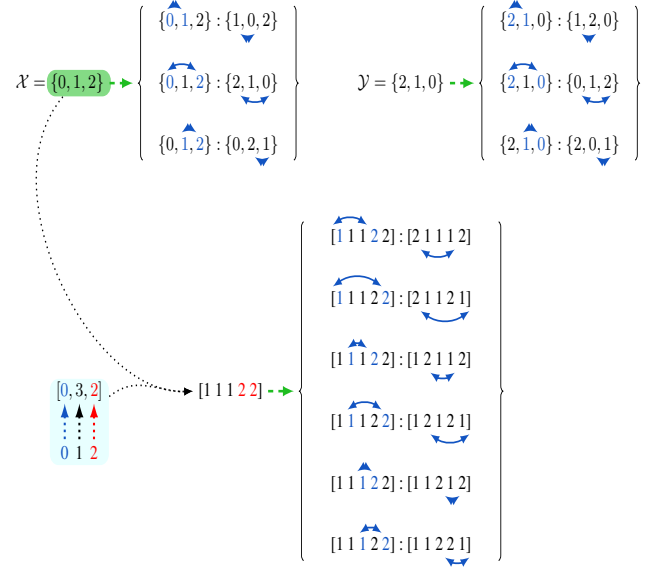 {0,1,2} : {1,0,2}
𝒳 = {0,1,2}
{0,1,2} : {2,1,0}
{0,1,2} : {0,2,1}
{2,1,0} : {1,2,0}
𝒴 = {2,1,0}
{2,1,0} : {0,1,2}
{2,1,0} : {2,0,1}
[1 1 1 2 2] : [2 1 1 1 2]
[1 1 1 2 2] : [2 1 1 2 1]
[1 1 1 2 2] : [1 2 1 1 2]
[0,3,2]
[1 1 1 2 2]
[1 1 1 2 2] : [1 2 1 2 1]
0 1 2
[1 1 1 2 2] : [1 1 2 1 2]
[1 1 1 2 2] : [1 1 2 2 1]